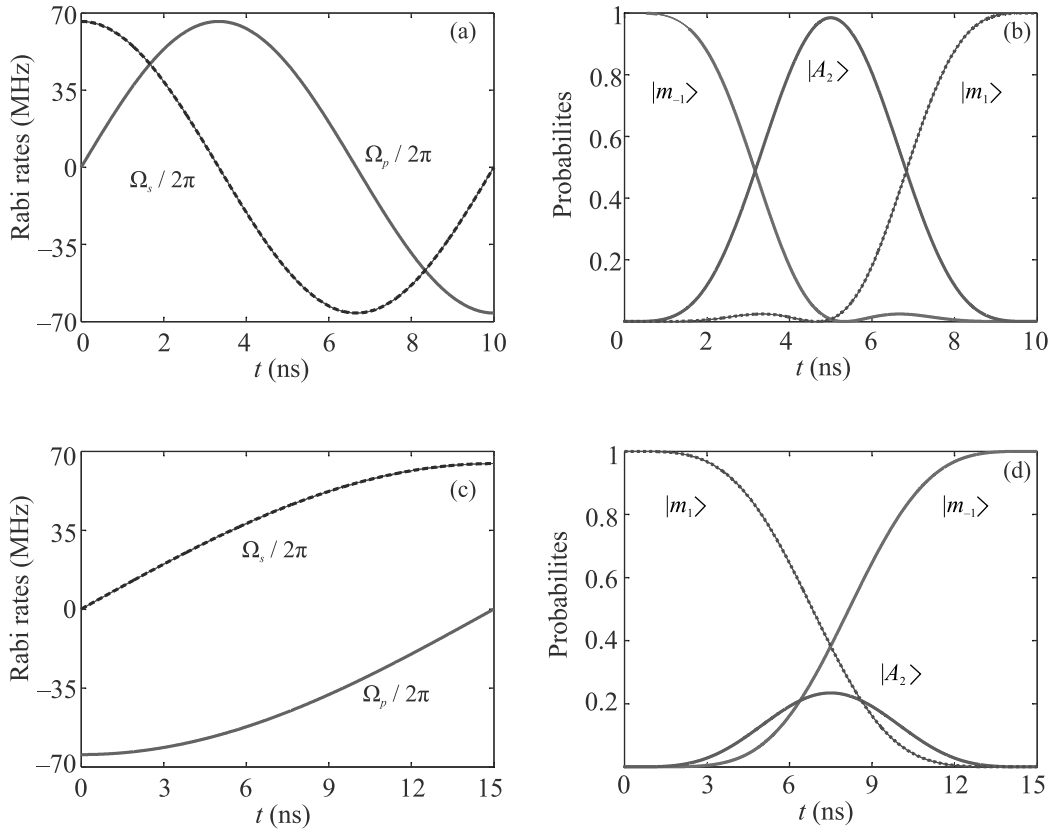 (a)
Rabi rates (MHz)
70
35
0
−35
−70
Ωs / 2π
Ωp / 2π
0 2 4 6 8 10
t (ns)
(b)
Probabilites
1
0.8
0.6
0.4
0.2
|m−1⟩
|A2⟩
|m1⟩
0 2 4 6 8 10
t (ns)
(c)
Rabi rates (MHz)
70
35
0
−35
−70
Ωs / 2π
Ωp / 2π
0 3 6 9 12 15
t (ns)
(d)
Probabilites
1
0.8
0.6
0.4
0.2
|m1⟩
|m−1⟩
|A2⟩
0 3 6 9 12 15
t (ns)